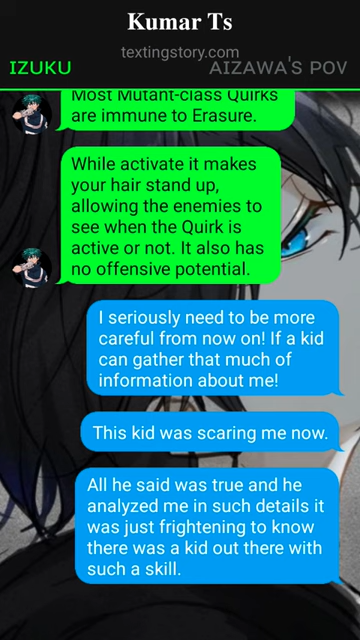 Kumar Ts
textingstory.com
IZUKU
AIZAWA'S POV
Most Mutant-class Quirks
are immune to Erasure.
While activate it makes
your hair stand up,
allowing the enemies to
see when the Quirk is
active or not. It also has
no offensive potential.
I seriously need to be more
careful from now on! If a kid
can gather that much of
information about me!
This kid was scaring me now.
All he said was true and he
analyzed me in such details it
was just frightening to know
there was a kid out there with
such a skill.